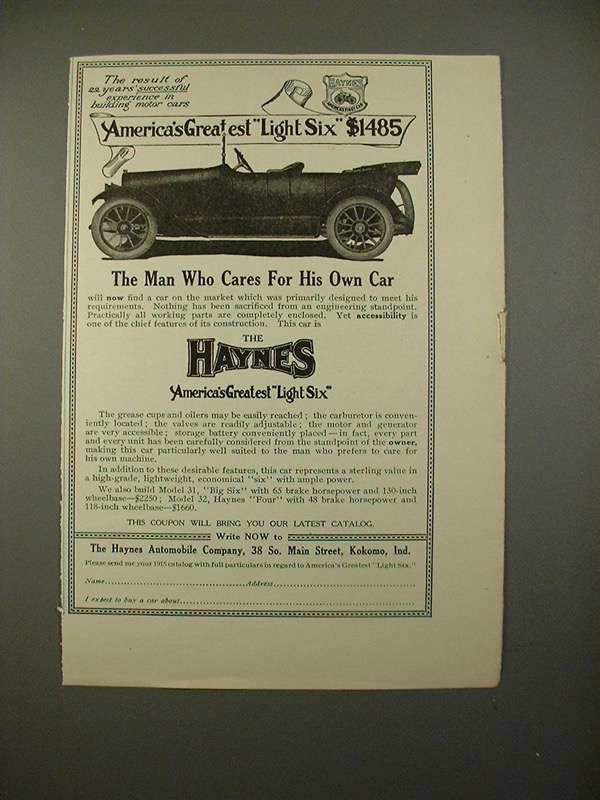 The result of
22 years' successful
experience in
building motor cars
HAYNES
AMERICA'S FIRST CAR
America's Greatest "Light Six" $1485
The Man Who Cares For His Own Car
will now find a car on the market which was primarily designed to meet his
requirements. Nothing has been sacrificed from an engineering standpoint.
Practically all working parts are completely enclosed. Yet accessibility is
one of the chief features of its construction. This car is
THE
HAYNES
America's Greatest "Light Six"
The grease cups and oilers may be easily reached; the carburetor is conven-
iently located; the valves are readily adjustable; the motor and generator
are very accessible; storage battery conveniently placed—in fact, every part
and every unit has been carefully considered from the standpoint of the owner,
making this car particularly well suited to the man who prefers to care for
his own machine.
In addition to these desirable features, this car represents a sterling value in
a high-grade, lightweight, economical "six" with ample power.
We also build Model 31, "Big Six" with 65 brake horsepower and 130-inch
wheelbase—$2250; Model 32, Haynes "Four" with 48 brake horsepower and
118-inch wheelbase—$1660.
THIS COUPON WILL BRING YOU OUR LATEST CATALOG.
Write NOW to
The Haynes Automobile Company, 38 So. Main Street, Kokomo, Ind.
Please send me your 1915 catalog with full particulars in regard to America's Greatest "Light Six."
Name.......................................Address.......................................
I expect to buy a car about.......................................